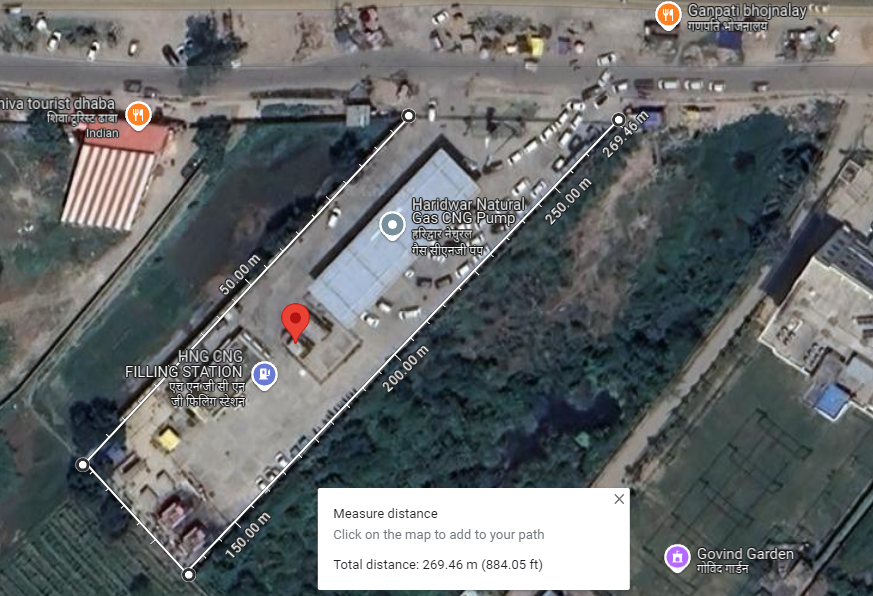 Ganpati bhojnalay
गणपति भोजनालय
hiva tourist dhaba
शिवा टुरिस्ट ढाबा
Indian
269.46 m
250.00 m
Haridwar Natural
Gas CNG Pump
हरिद्वार नेचुरल
गैस सीएनजी पंप
50.00 m
HNG CNG
FILLING STATION
एच एन जी सी एन
जी फिलिंग स्टेशन
200.00 m
150.00 m
Measure distance
Click on the map to add to your path
Total distance: 269.46 m (884.05 ft)
Govind Garden
गोविंद गार्डन